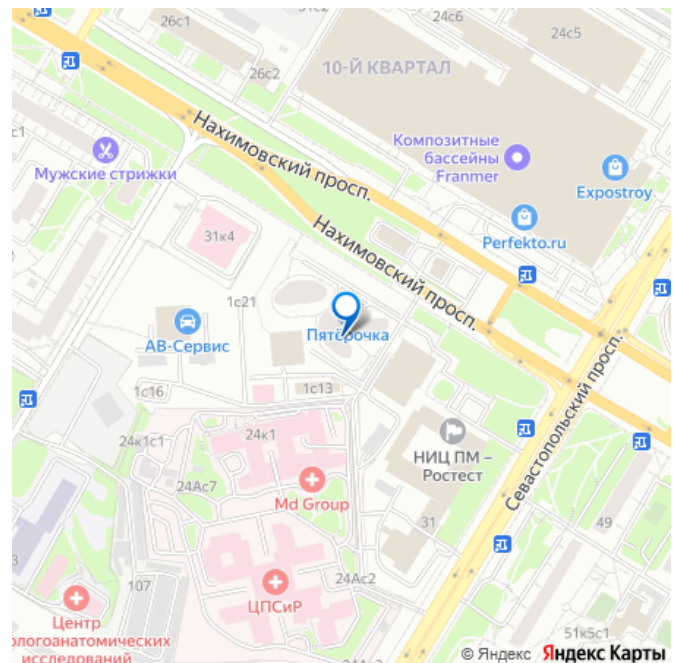 26с1
24с6
24с5
26с2
10-Й КВАРТАЛ
Нахимовский просп.
Композитные
бассейны
Franmer
Мужские стрижки
Expostroy
31к4
Perfekto.ru
Нахимовский просп.
1с21
Пятёрочка
АВ-Сервис
1с16
1с13
Севастопольский просп.
24к1с1
24к1
НИЦ ПМ –
Ростест
24Ас7
Md Group
31
49
107
24Ас2
ЦПСиР
Центр
ологоанатомических
исследований
51к5с1
© Яндекс Яндекс Карты